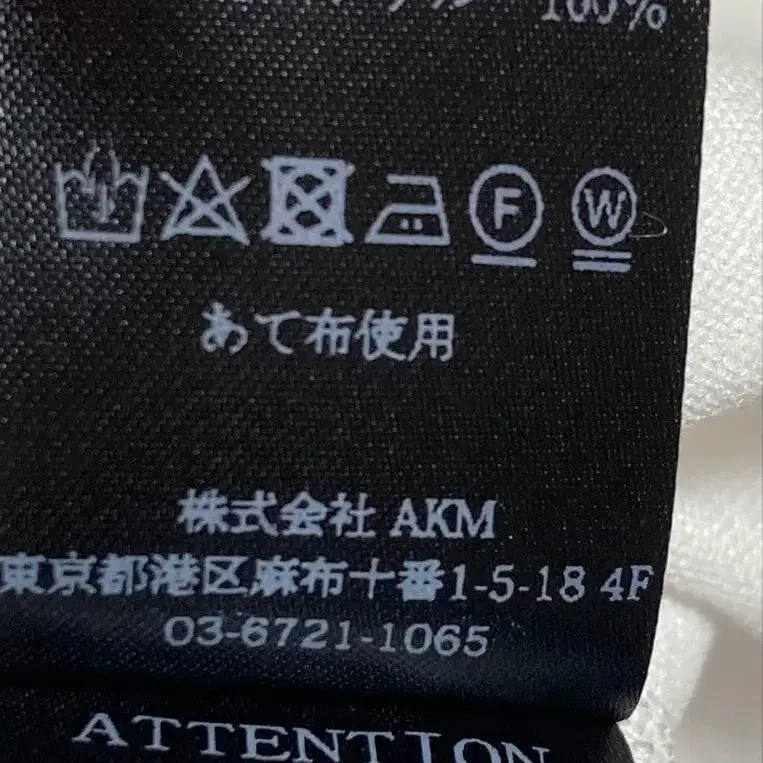 100%
F W
あて布使用
株式会社 AKM
東京都港区麻布十番1-5-18 4F
03-6721-1065
ATTENTION